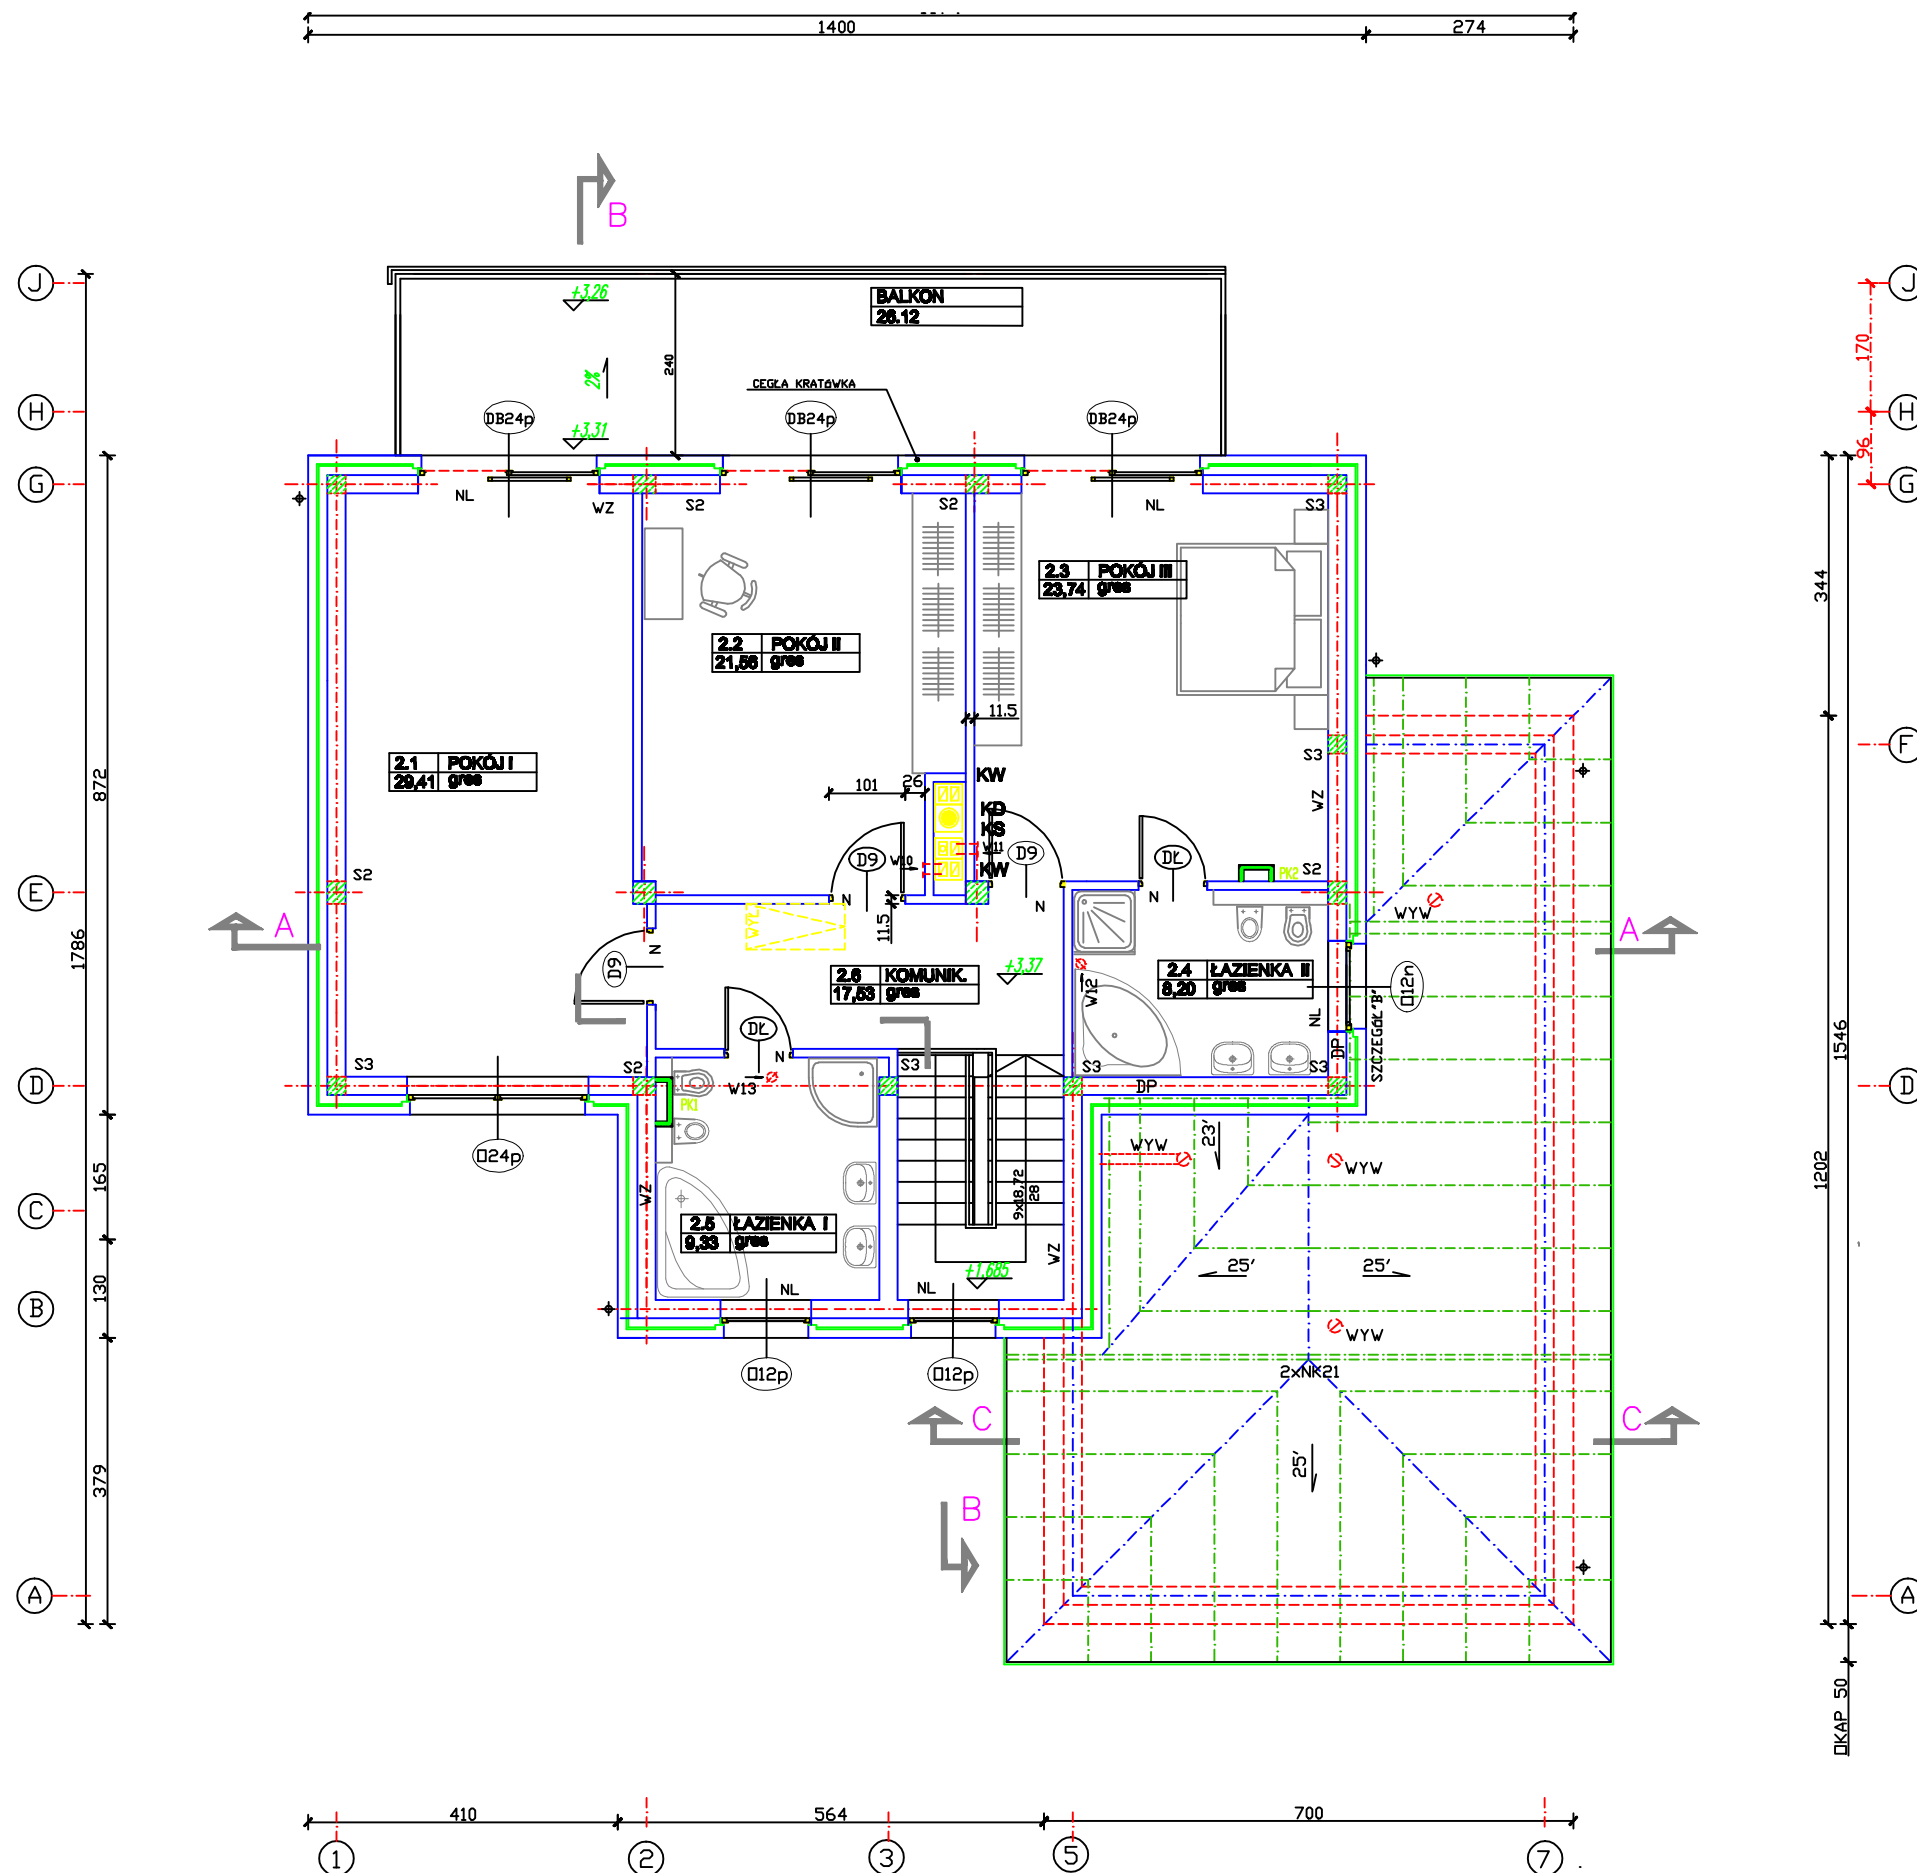 1400
274
B
J
J
+3,26
BALKON
26.12
170
2%
240
CEGŁA KRATÓWKA
H
DB24p
DB24p
DB24p
H
+3,31
96
G
G
NL
WZ
S2
S2
NL
S3
2.3 POKÓJ III
23,74 gres
344
2.2 POKÓJ II
21,56 gres
11.5
F
2.1 POKÓJ I
29,41 gres
S3
872
101
26
KW
WZ
KD
KS
W10
D9
W11
D9
DŁ
KW
PK2
S2
S2
E
E
N
N
N
WYW
A
WYŁ
11.5
A
N
1786
D9
2.6 KOMUNIK.
17,53 gres
+3,37
W12
2.4 ŁAZIENKA II
8,20 gres
O12n
NL
SZCZEGÓŁ 'B'
DŁ
N
1546
DP
S3
S2
S3
S3
S3
D
D
W13
DP
PK1
O24p
23'
WYW
WYW
165
WZ
9x18,72
28
1202
C
2.5 ŁAZIENKA I
9,33 gres
WZ
25'
25'
+1,685
130
NL
NL
B
WYW
O12p
O12p
2xNK21
C
C
25'
379
B
A
A
OKAP 50
410
564
700
1
2
3
5
7